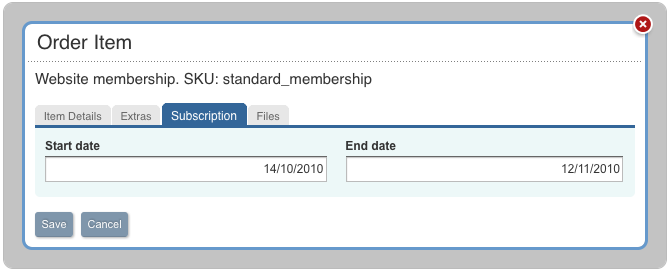 Order Item
Website membership. SKU: standard_membership
Item Details Extras Subscription Files
Start date End date
14/10/2010 12/11/2010
Save Cancel